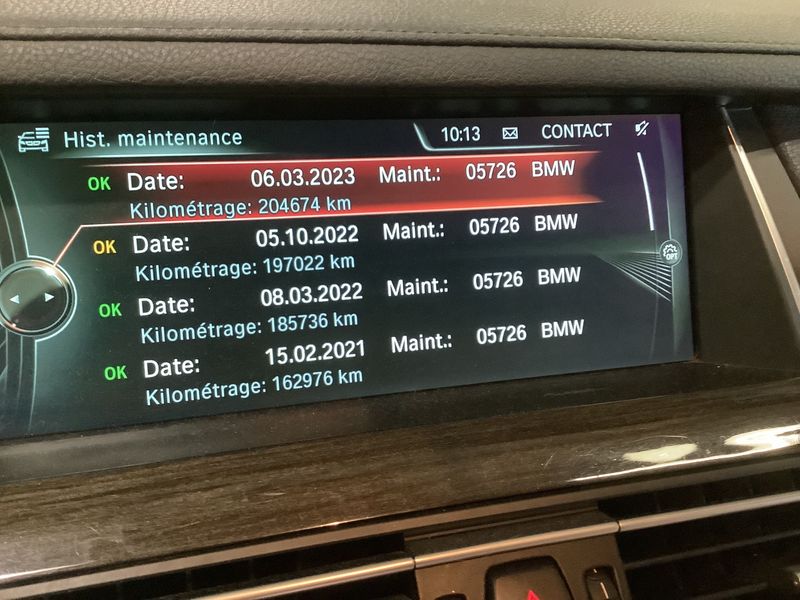 Hist. maintenance 10:13 CONTACT
OK Date: 06.03.2023 Maint.: 05726 BMW
Kilométrage: 204674 km
OK Date: 05.10.2022 Maint.: 05726 BMW
Kilométrage: 197022 km
OK Date: 08.03.2022 Maint.: 05726 BMW
Kilométrage: 185736 km
OK Date: 15.02.2021 Maint.: 05726 BMW
Kilométrage: 162976 km
OPT